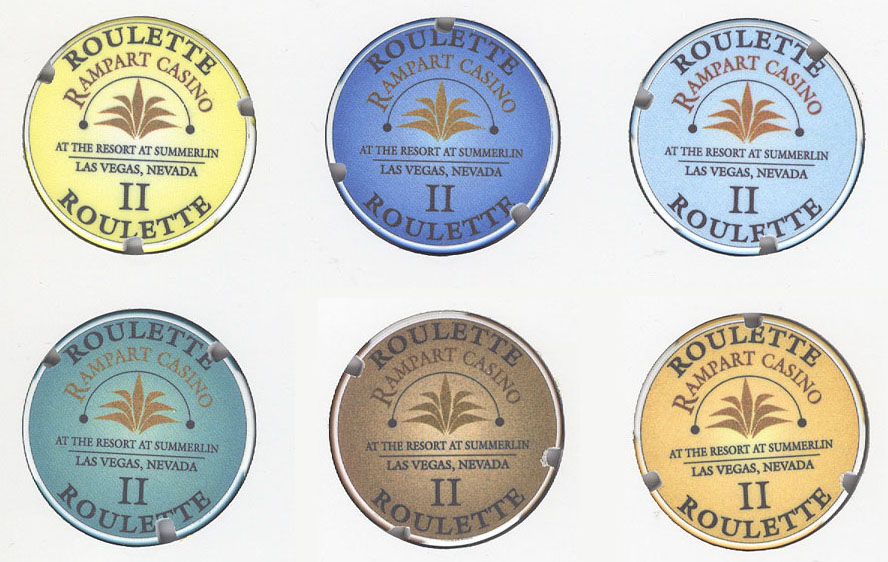 ROULETTE
RAMPART CASINO
AT THE RESORT AT SUMMERLIN
LAS VEGAS, NEVADA
II
ROULETTE
ROULETTE
RAMPART CASINO
AT THE RESORT AT SUMMERLIN
LAS VEGAS, NEVADA
II
ROULETTE
ROULETTE
RAMPART CASINO
AT THE RESORT AT SUMMERLIN
LAS VEGAS, NEVADA
II
ROULETTE
ROULETTE
RAMPART CASINO
AT THE RESORT AT SUMMERLIN
LAS VEGAS, NEVADA
II
ROULETTE
ROULETTE
RAMPART CASINO
AT THE RESORT AT SUMMERLIN
LAS VEGAS, NEVADA
II
ROULETTE
ROULETTE
RAMPART CASINO
AT THE RESORT AT SUMMERLIN
LAS VEGAS, NEVADA
II
ROULETTE